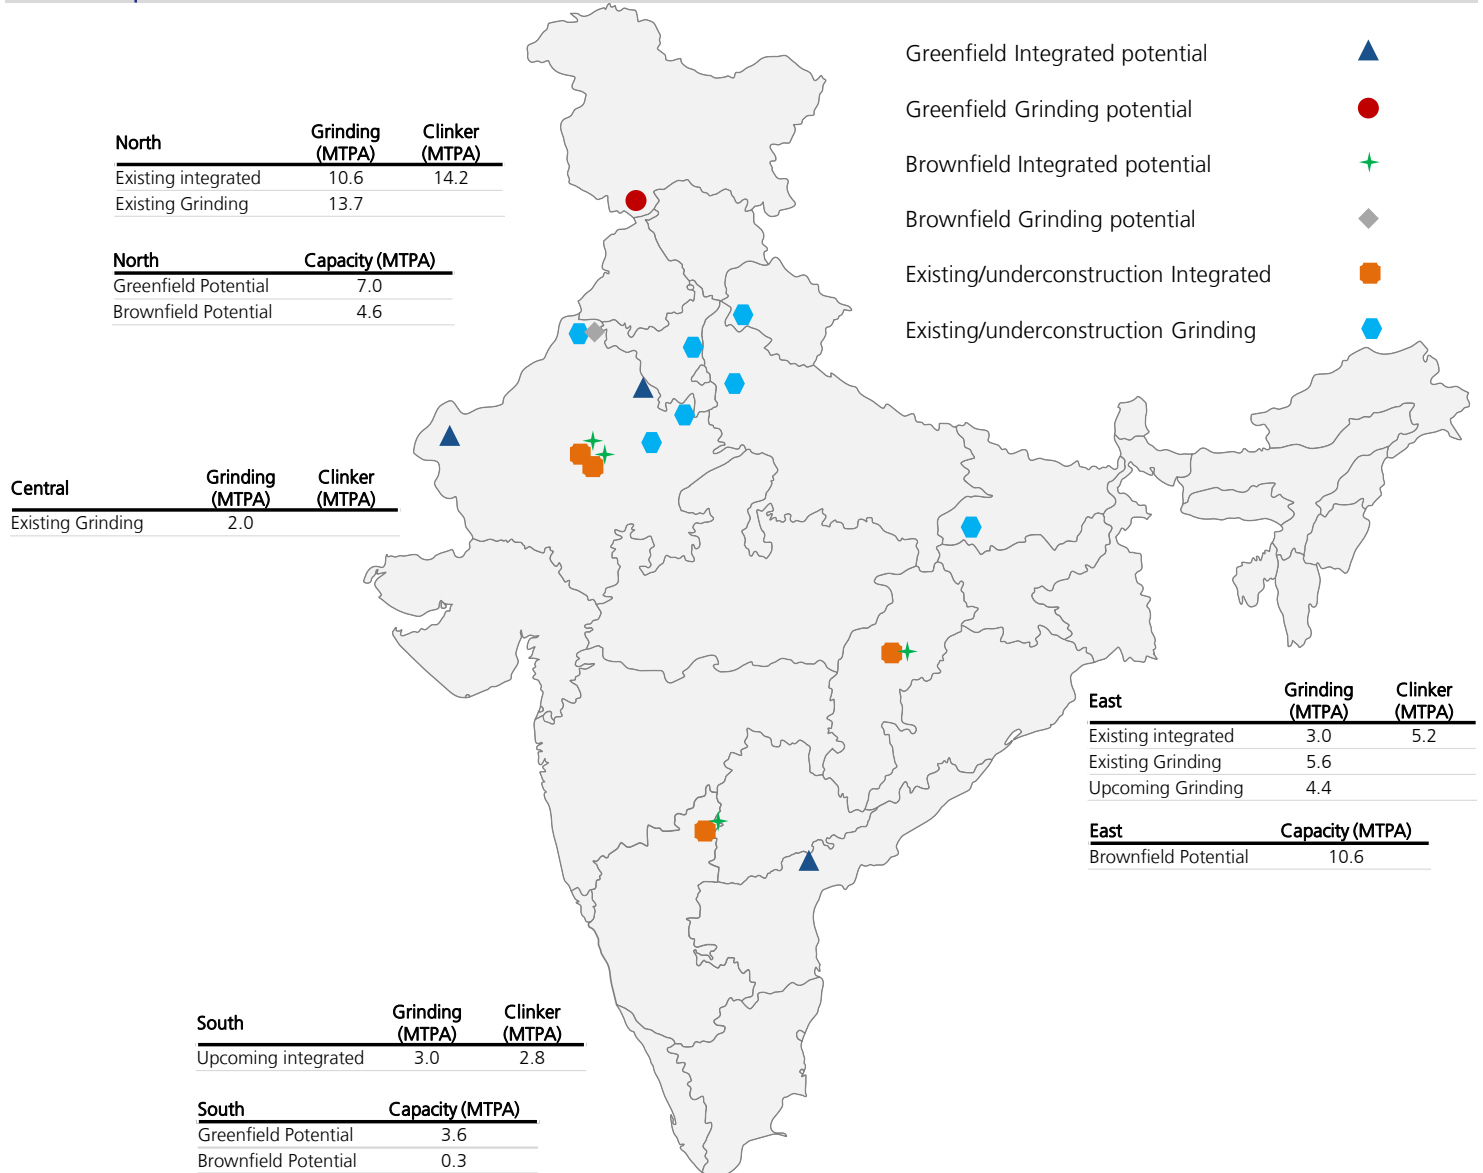 Greenfield Integrated potential
Greenfield Grinding potential
Brownfield Integrated potential
Brownfield Grinding potential
Existing/underconstruction Integrated
Existing/underconstruction Grinding
North Grinding (MTPA) Clinker (MTPA)
Existing integrated 10.6 14.2
Existing Grinding 13.7
North Capacity (MTPA)
Greenfield Potential 7.0
Brownfield Potential 4.6
Central Grinding (MTPA) Clinker (MTPA)
Existing Grinding 2.0
East Grinding (MTPA) Clinker (MTPA)
Existing integrated 3.0 5.2
Existing Grinding 5.6
Upcoming Grinding 4.4
East Capacity (MTPA)
Brownfield Potential 10.6
South Grinding (MTPA) Clinker (MTPA)
Upcoming integrated 3.0 2.8
South Capacity (MTPA)
Greenfield Potential 3.6
Brownfield Potential 0.3